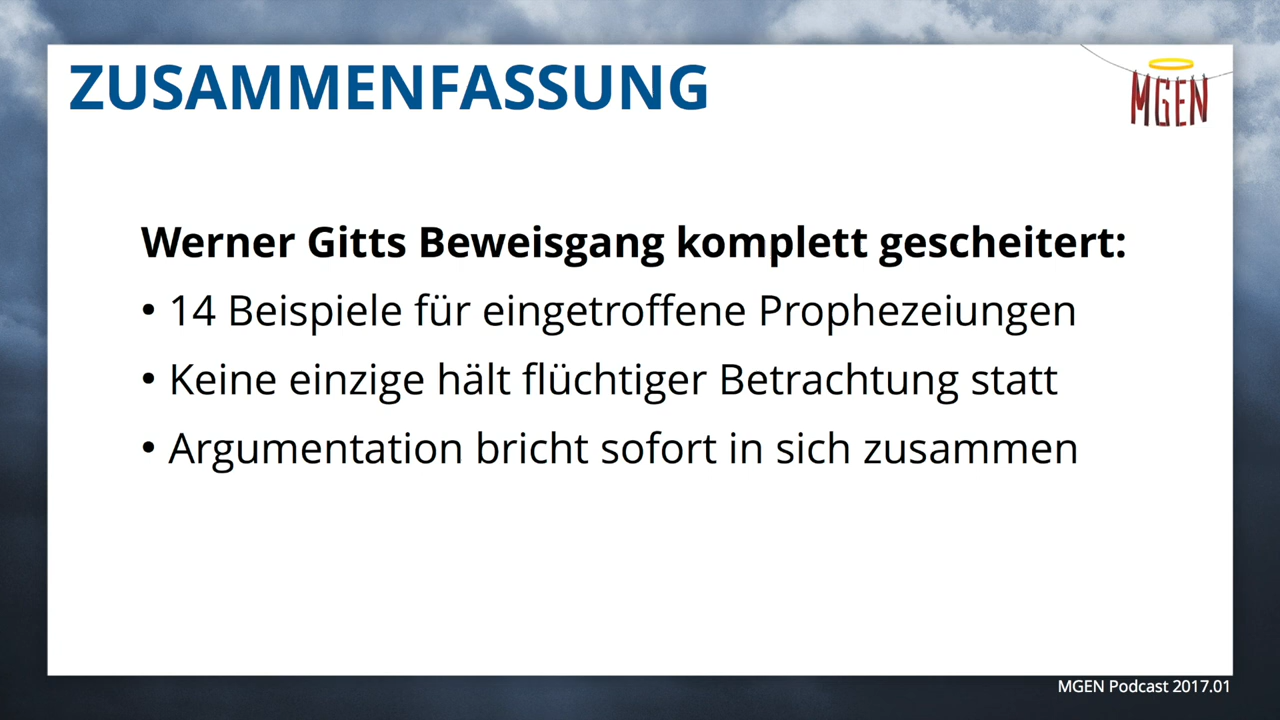 ZUSAMMENFASSUNG
MGEN
Werner Gitts Beweisgang komplett gescheitert:
• 14 Beispiele für eingetroffene Prophezeiungen
• Keine einzige hält flüchtiger Betrachtung statt
• Argumentation bricht sofort in sich zusammen
MGEN Podcast 2017.01